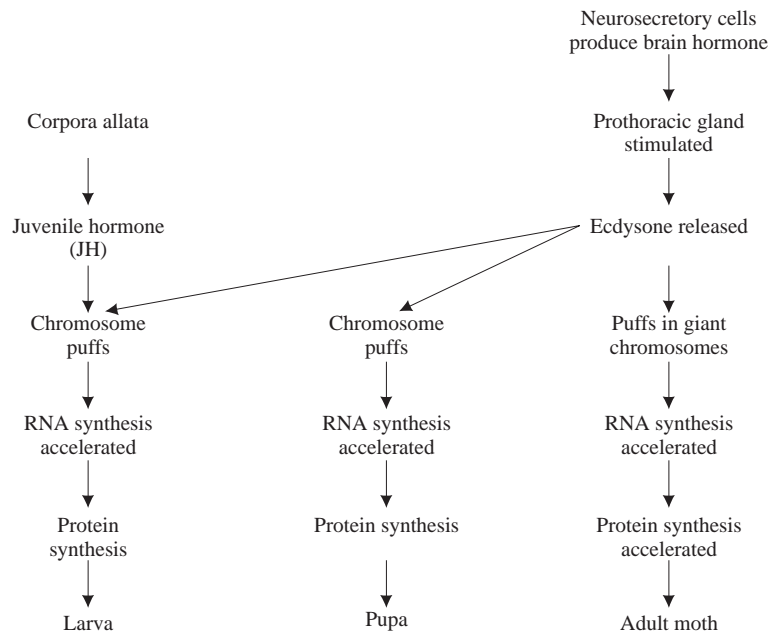 Neurosecretory cells
produce brain hormone
Corpora allata
Prothoracic gland
stimulated
Juvenile hormone
(JH)
Ecdysone released
Chromosome
puffs
Chromosome
puffs
Puffs in giant
chromosomes
RNA synthesis
accelerated
RNA synthesis
accelerated
RNA synthesis
accelerated
Protein
synthesis
Protein synthesis
Protein synthesis
accelerated
Larva
Pupa
Adult moth